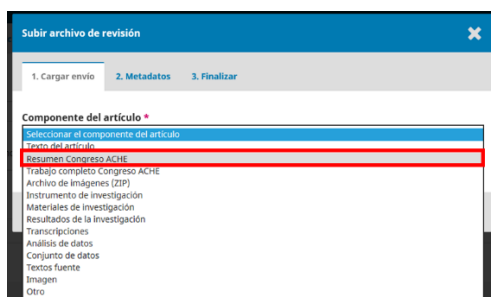 Subir archivo de revisión
1. Cargar envío 2. Metadatos 3. Finalizar
Componente del artículo *
Seleccionar el componente del artículo
Texto del artículo
Resumen Congreso ACHE
Trabajo completo Congreso ACHE
Archivo de imágenes (ZIP)
Instrumento de investigación
Materiales de investigación
Resultados de la investigación
Transcripciones
Análisis de datos
Conjunto de datos
Textos fuente
Imagen
Otro